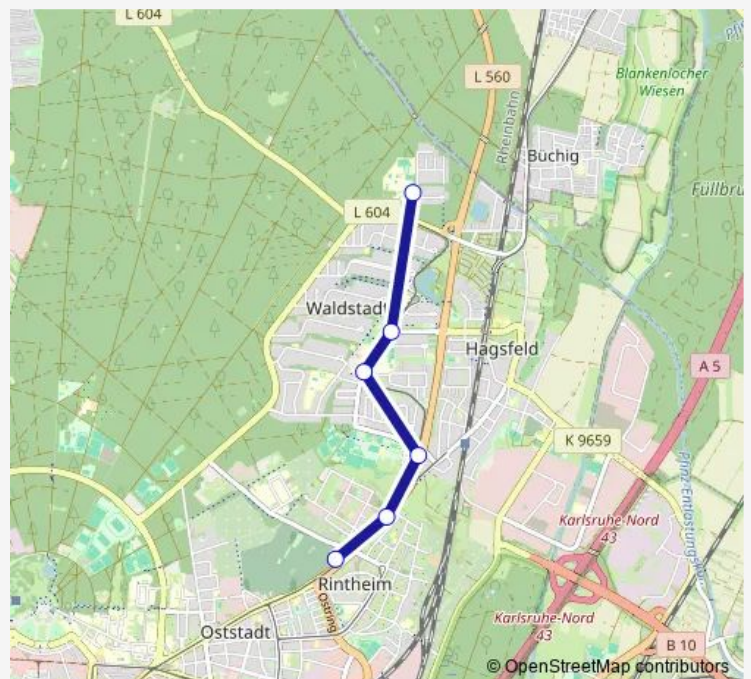 L 604
L 560
Blankenlocher
Wiesen
Rheinbahn
Büchig
Füllbru
L 604
Waldstadt
Hagsfeld
A 5
K 9659
Pfinz-Entlastungska
Karlsruhe-Nord
43
Rintheim
Ostring
Oststadt
Karlsruhe-Nord
43
B 10
© OpenStreetMap contributors